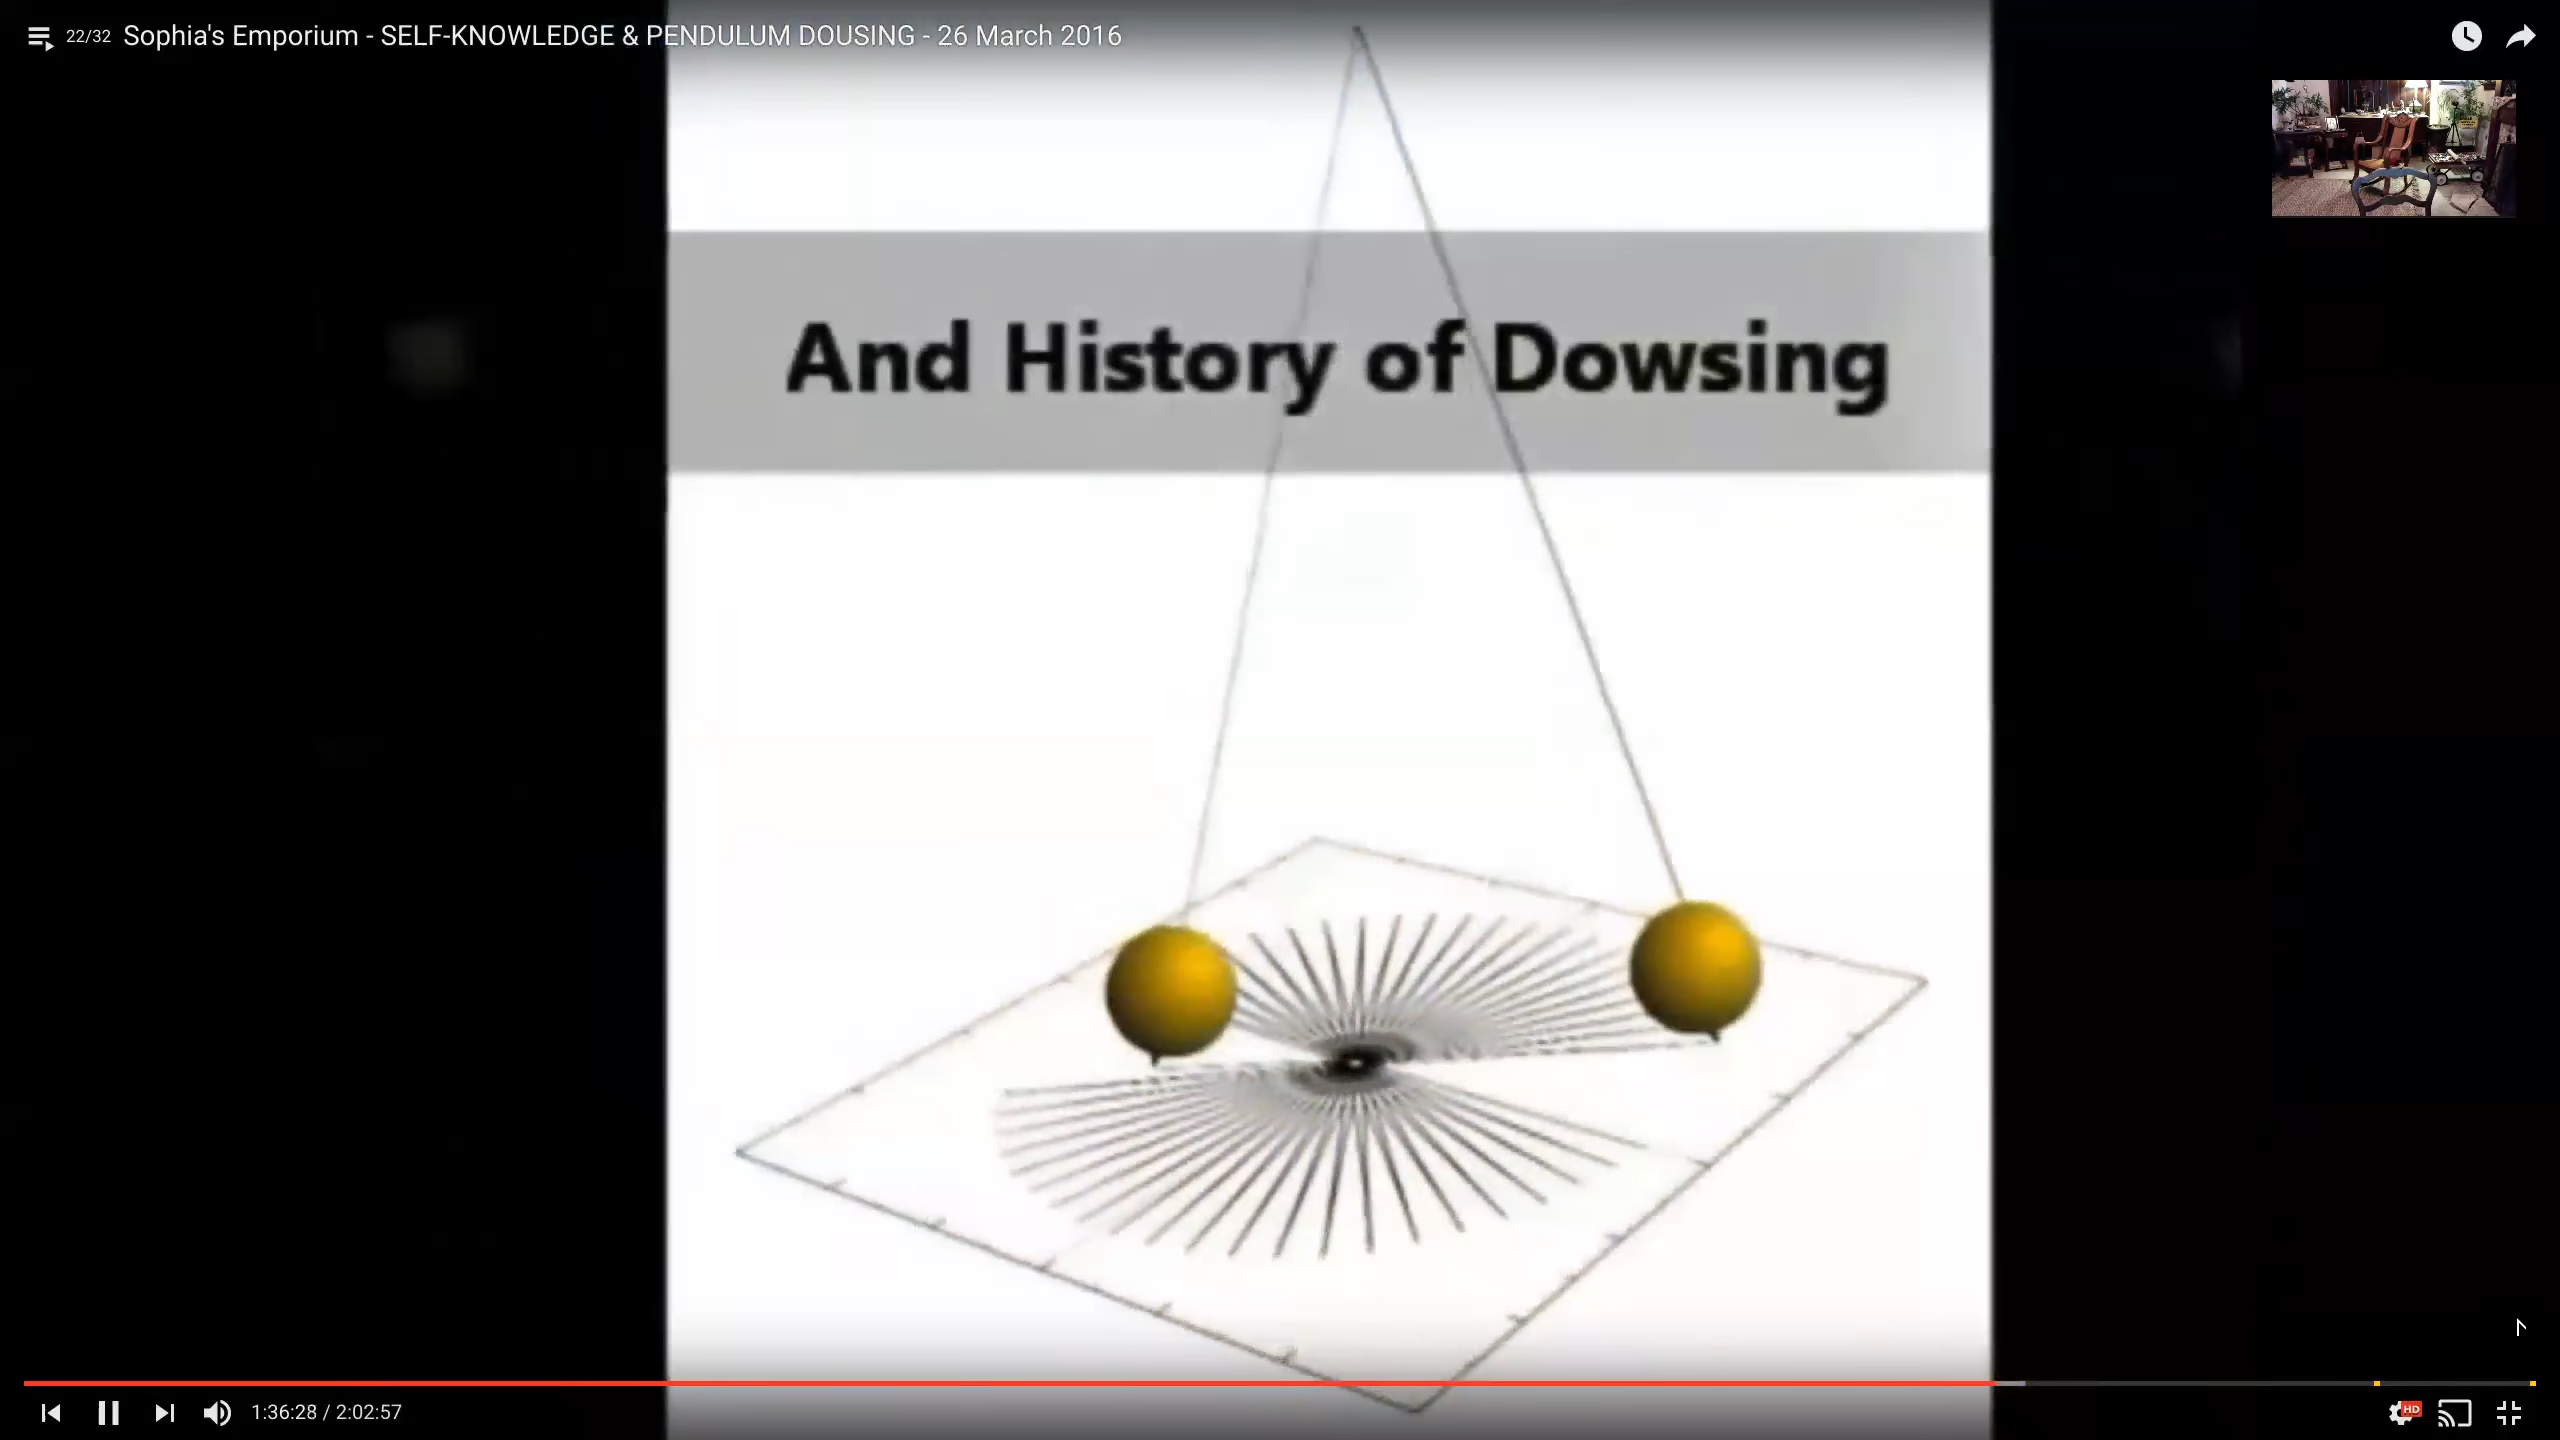 22/32 Sophia's Emporium - SELF-KNOWLEDGE & PENDULUM DOUSING - 26 March 2016
And History of Dowsing
1:36:28 / 2:02:57
HD